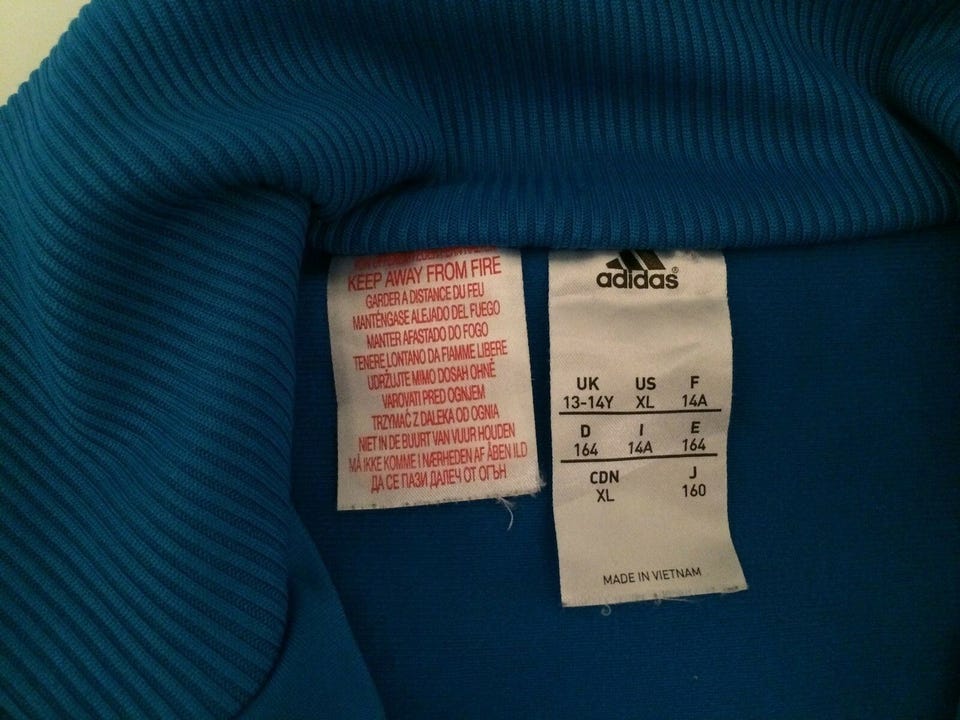 KEEP AWAY FROM FIRE
GARDER A DISTANCE DU FEU
MANTÉNGASE ALEJADO DEL FUEGO
MANTER AFASTADO DO FOGO
TENERE LONTANO DA FIAMME LIBERE
UDRŽUJTE MIMO DOSAH OHNĚ
VAROVATI PRED OGNJEM
TRZYMAĆ Z DALEKA OD OGNIA
NIET IN DE BUURT VAN VUUR HOUDEN
MÅ IKKE KOMME I NÆRHEDEN AF ÅBEN ILD
ДА СЕ ПАЗИ ДАЛЕЧ ОТ ОГЪН
adidas®
UK US F
13-14Y XL 14A
D I E
164 14A 164
CDN J
XL 160
MADE IN VIETNAM